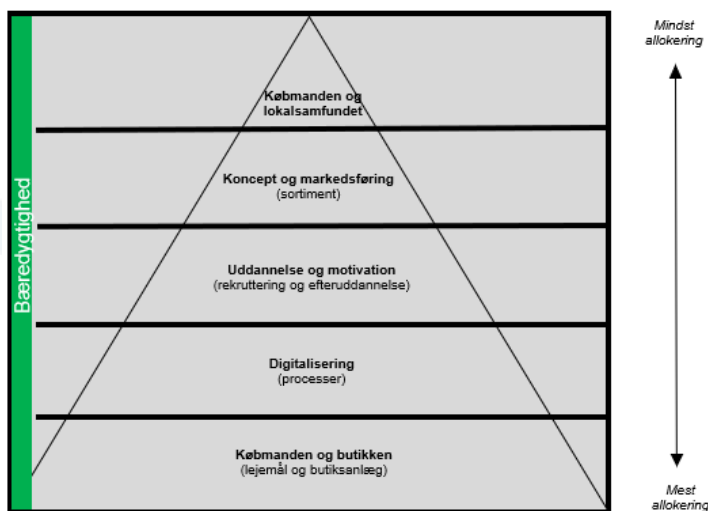 Mindst
allokering
Købmanden og
lokalsamfundet
Koncept og markedsføring
(sortiment)
Bæredygtighed
Uddannelse og motivation
(rekruttering og efteruddannelse)
Digitalisering
(processer)
Købmanden og butikken
(lejemål og butiksanlæg)
Mest
allokering